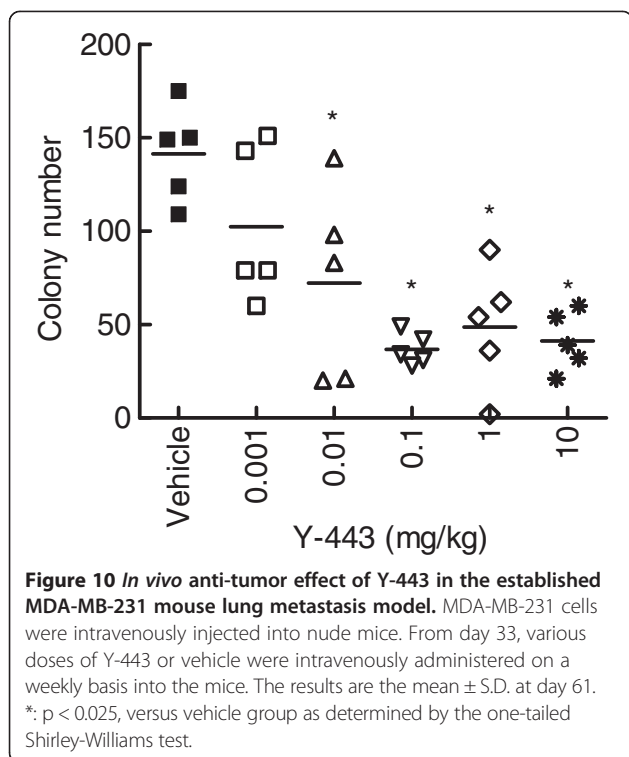 200
150
100
50
0
Colony number
*
*
*
*
Vehicle
0.001
0.01
0.1
1
10
Y-443 (mg/kg)
Figure 10 In vivo anti-tumor effect of Y-443 in the established
MDA-MB-231 mouse lung metastasis model. MDA-MB-231 cells
were intravenously injected into nude mice. From day 33, various
doses of Y-443 or vehicle were intravenously administered on a
weekly basis into the mice. The results are the mean ± S.D. at day 61.
*: p < 0.025, versus vehicle group as determined by the one-tailed
Shirley-Williams test.